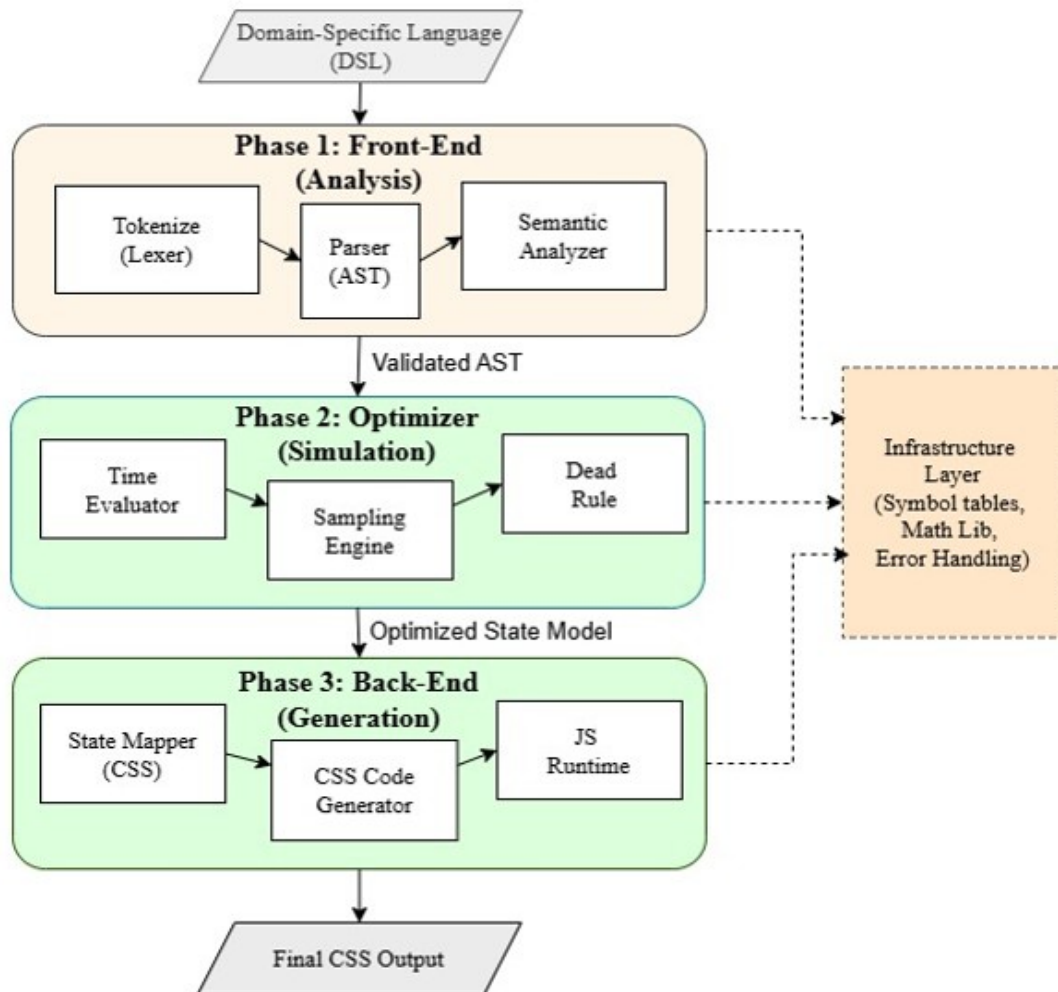 Domain-Specific Language
(DSL)
Phase 1: Front-End
(Analysis)
Tokenize
(Lexer)
Parser
(AST)
Semantic
Analyzer
Validated AST
Phase 2: Optimizer
(Simulation)
Time
Evaluator
Sampling
Engine
Dead
Rule
Infrastructure
Layer
(Symbol tables,
Math Lib,
Error Handling)
Optimized State Model
Phase 3: Back-End
(Generation)
State Mapper
(CSS)
CSS Code
Generator
JS
Runtime
Final CSS Output